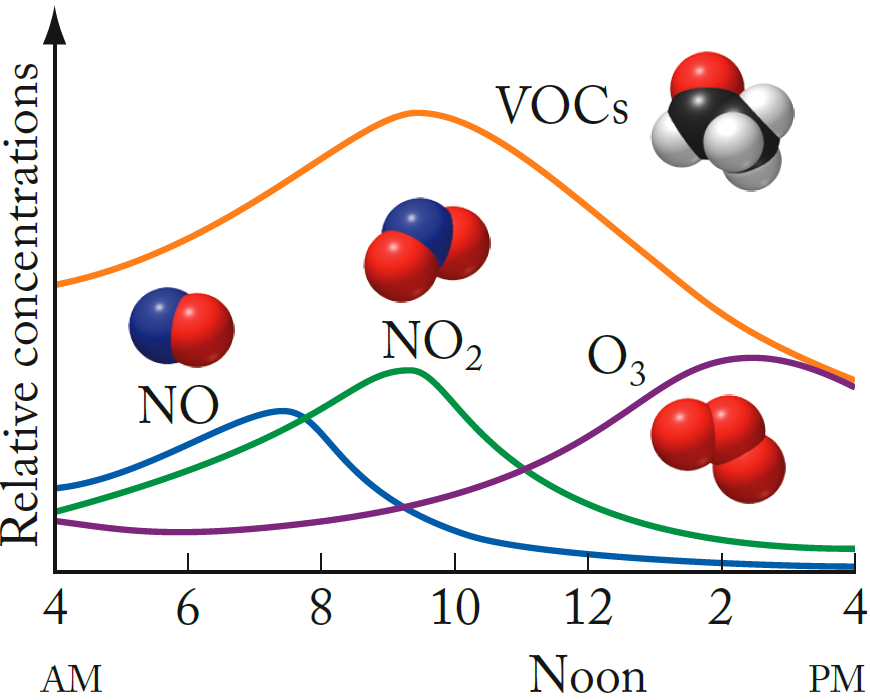 Relative concentrations
VOCs
NO₂
O₃
NO
4 6 8 10 12 2 4
AM Noon PM